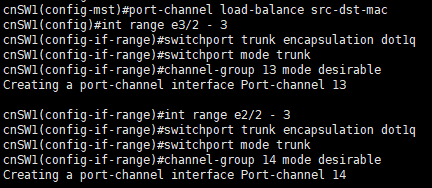 cnSW1(config-mst)#port-channel load-balance src-dst-mac
cnSW1(config)#int range e3/2 - 3
cnSW1(config-if-range)#switchport trunk encapsulation dot1q
cnSW1(config-if-range)#switchport mode trunk
cnSW1(config-if-range)#channel-group 13 mode desirable
Creating a port-channel interface Port-channel 13
cnSW1(config-if-range)#int range e2/2 - 3
cnSW1(config-if-range)#switchport trunk encapsulation dot1q
cnSW1(config-if-range)#switchport mode trunk
cnSW1(config-if-range)#channel-group 14 mode desirable
Creating a port-channel interface Port-channel 14